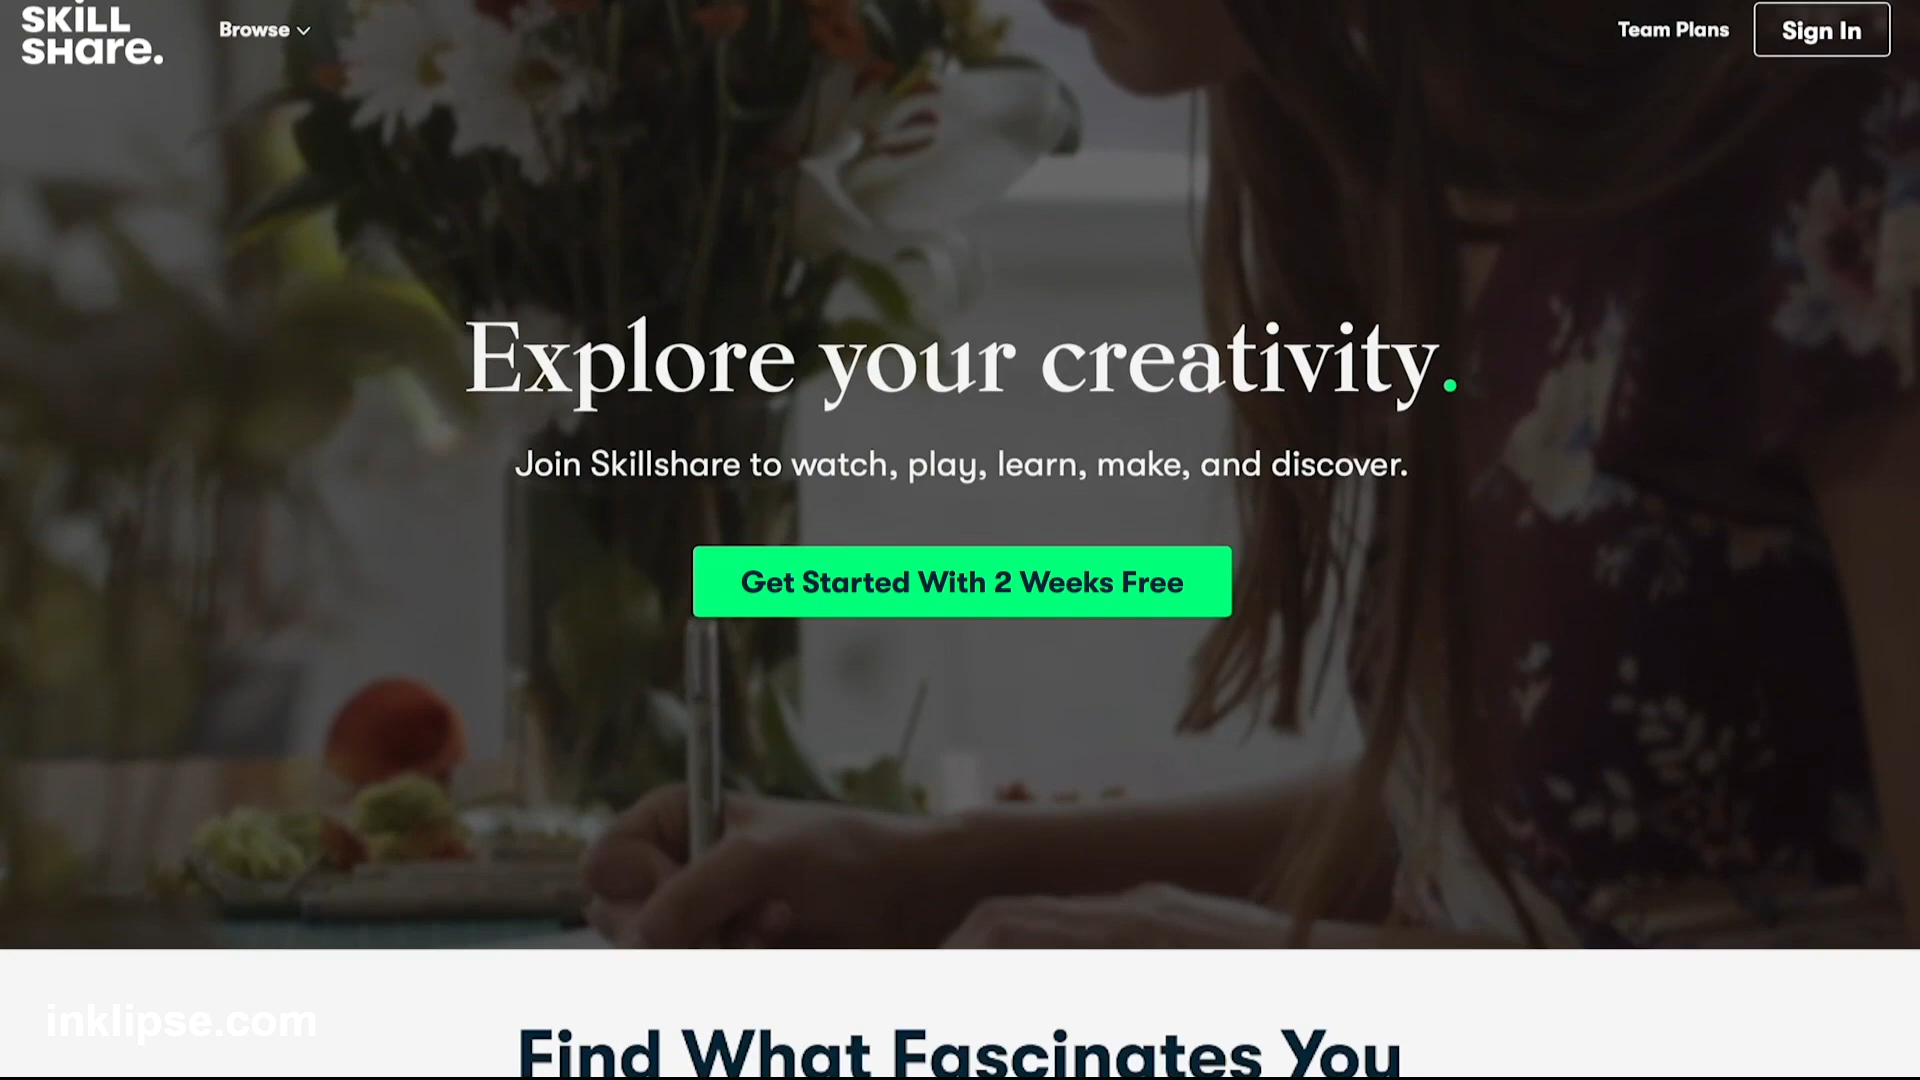 SKiLL
SHare.
Browse
Team Plans
Sign In
Explore your creativity.
Join Skillshare to watch, play, learn, make, and discover.
Get Started With 2 Weeks Free
inklipse.com
Find What Fascinates You